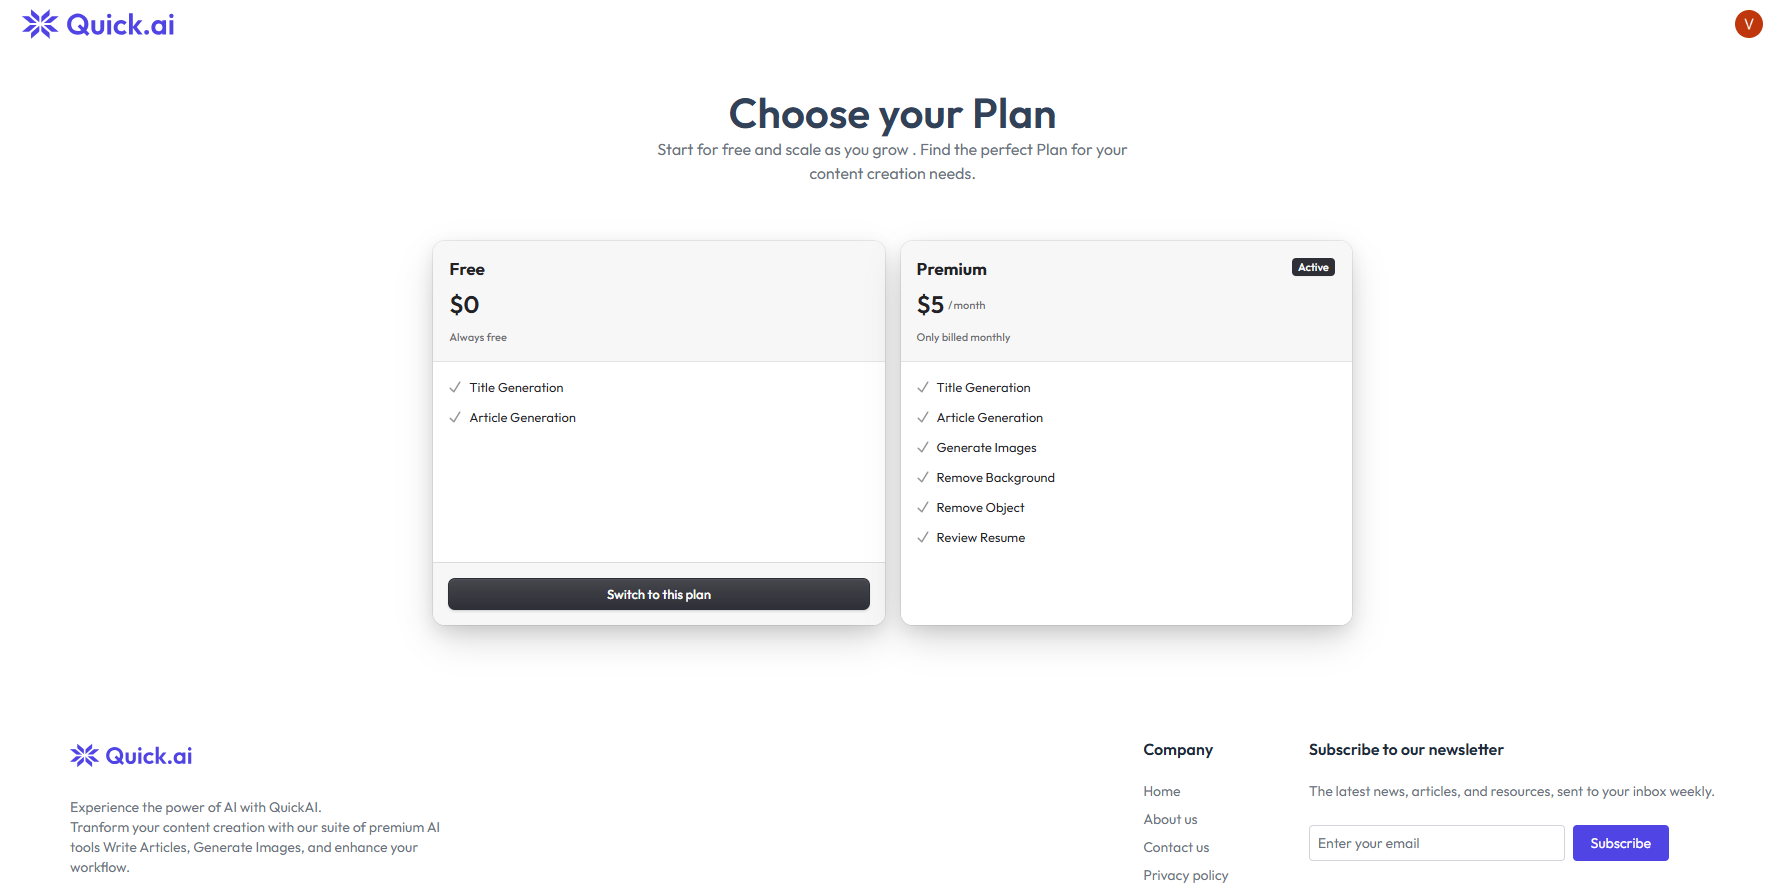 Quick.ai
V
Choose your Plan
Start for free and scale as you grow . Find the perfect Plan for your
content creation needs.
Free
$0
Always free
Title Generation
Article Generation
Switch to this plan
Premium
Active
$5 / month
Only billed monthly
Title Generation
Article Generation
Generate Images
Remove Background
Remove Object
Review Resume
Quick.ai
Experience the power of AI with QuickAI.
Tranform your content creation with our suite of premium AI
tools Write Articles, Generate Images, and enhance your
workflow.
Company
Home
About us
Contact us
Privacy policy
Subscribe to our newsletter
The latest news, articles, and resources, sent to your inbox weekly.
Enter your email
Subscribe